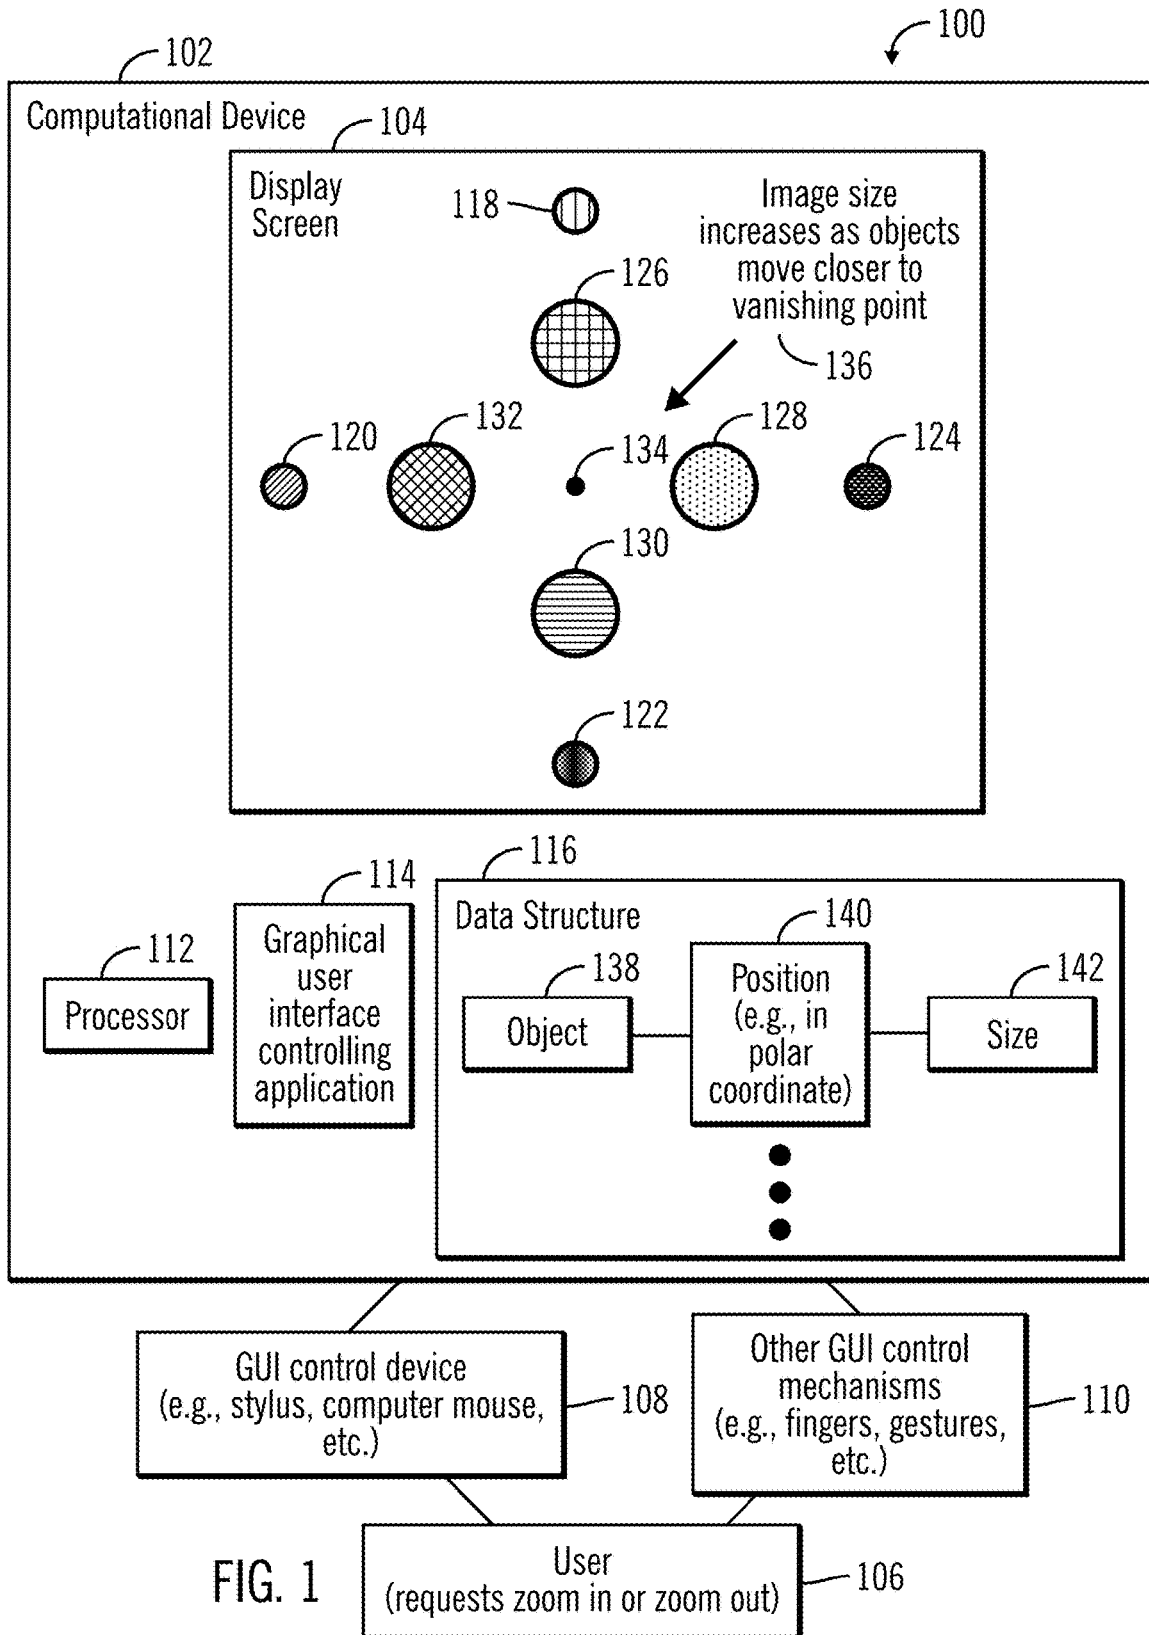 100
102
Computational Device
104
Display
Screen
118
Image size
increases as objects
move closer to
vanishing point
136
126
120
132
134
128
124
130
122
116
114
Data Structure
Graphical
user
interface
controlling
application
112
Processor
138
Object
140
Position
(e.g., in
polar
coordinate)
142
Size
GUI control device
(e.g., stylus, computer mouse,
etc.)
108
Other GUI control
mechanisms
(e.g., fingers, gestures,
etc.)
110
User
(requests zoom in or zoom out)
106
FIG. 1